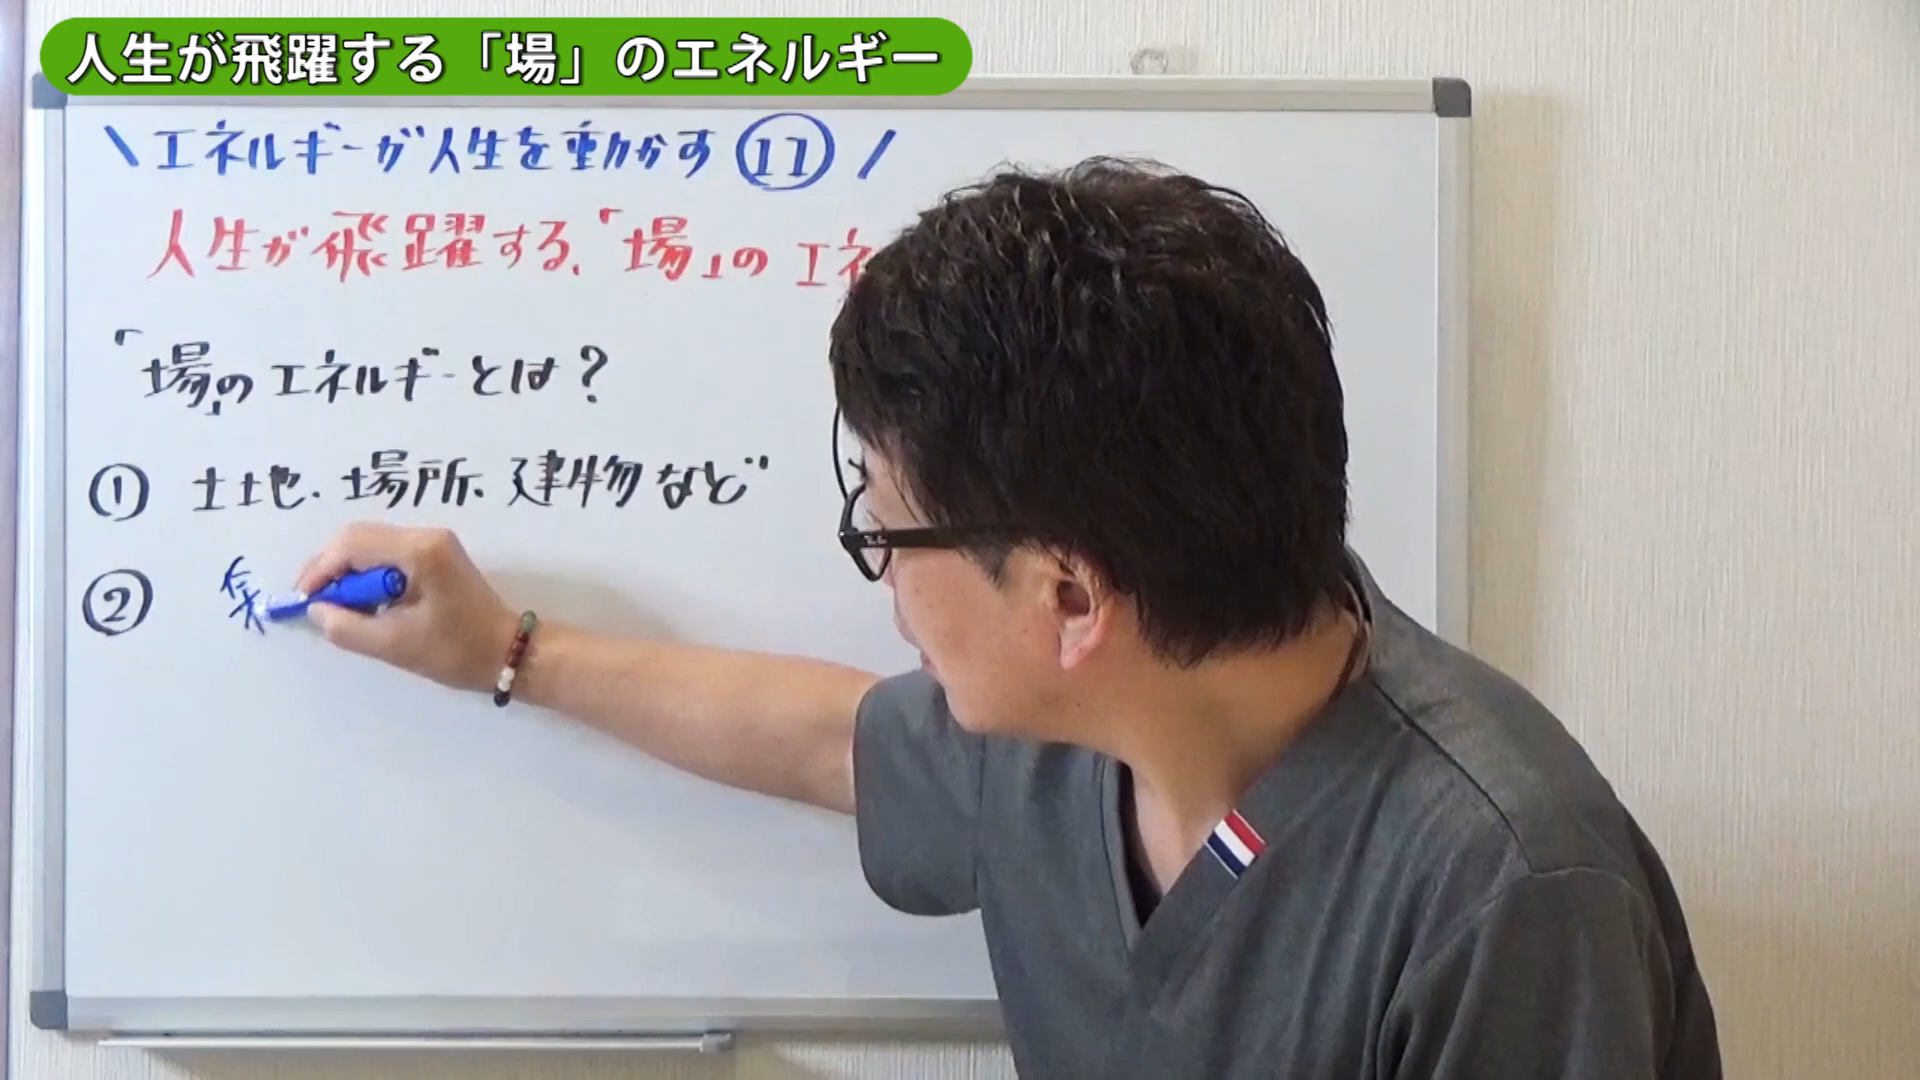 人生が飛躍する「場」のエネルギー
\エネルギーが人生を動かす⑪/
人生が飛躍する、「場」のエネ
「場」のエネルギーとは?
① 土地、場所、建物など
②
Ray-Ban